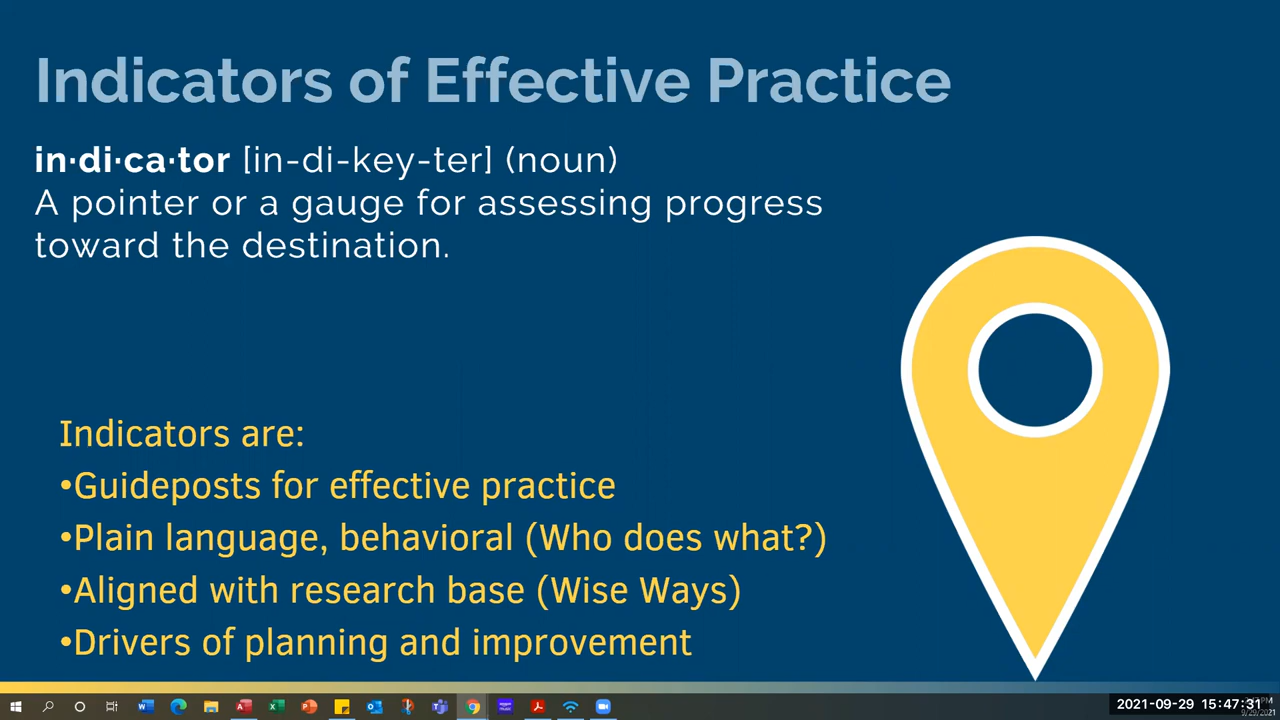 Indicators of Effective Practice
in·di·ca·tor [in-di-key-ter] (noun)
A pointer or a gauge for assessing progress
toward the destination.
Indicators are:
•Guideposts for effective practice
•Plain language, behavioral (Who does what?)
•Aligned with research base (Wise Ways)
•Drivers of planning and improvement
2021-09-29 15:47:31